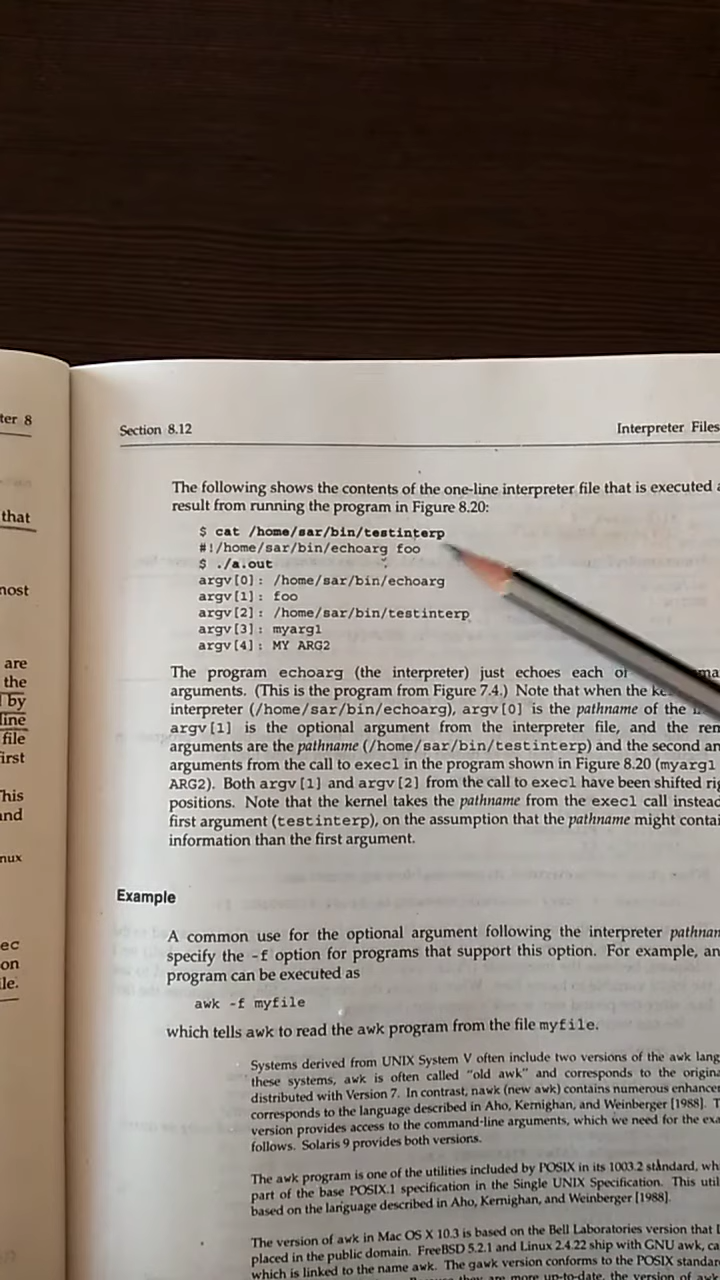 ter 8
that
nost
are
the
by
line
file
irst
This
and
nux
ec
on
ile.
Section 8.12
Interpreter Files
The following shows the contents of the one-line interpreter file that is executed
result from running the program in Figure 8.20:
$ cat /home/sar/bin/testinterp
#!/home/sar/bin/echoarg foo
$ ./a.out
argv[0]: /home/sar/bin/echoarg
argv[1]: foo
argv[2]: /home/sar/bin/testinterp
argv[3]: myarg1
argv[4]: MY ARG2
The program echoarg (the interpreter) just echoes each of
arguments. (This is the program from Figure 7.4.) Note that when the
interpreter (/home/sar/bin/echoarg), argv[0] is the pathname of the
argv[1] is the optional argument from the interpreter file, and the
arguments are the pathname (/home/sar/bin/testinterp) and the second
arguments from the call to execl in the program shown in Figure 8.20 (myarg1
ARG2). Both argv[1] and argv[2] from the call to execl have been shifted
positions. Note that the kernel takes the pathname from the execl call instead
first argument (testinterp), on the assumption that the pathname might
information than the first argument.
Example
A common use for the optional argument following the interpreter
specify the -f option for programs that support this option. For example, an
program can be executed as
awk -f myfile
which tells awk to read the awk program from the file myfile.
Systems derived from UNIX System V often include two versions of the awk
these systems, awk is often called "old awk" and corresponds to the
distributed with Version 7. In contrast, nawk (new awk) contains numerous
corresponds to the language described in Aho, Kernighan, and Weinberger [1988].
version provides access to the command-line arguments, which we need for the
follows. Solaris 9 provides both versions.
The awk program is one of the utilities included by POSIX in its 1003.2 standard,
part of the base POSIX.1 specification in the Single UNIX Specification. This
based on the language described in Aho, Kernighan, and Weinberger [1988].
The version of awk in Mac OS X 10.3 is based on the Bell Laboratories version that
placed in the public domain. FreeBSD 5.2.1 and Linux 2.4.22 ship with GNU awk,
which is linked to the name awk. The gawk version conforms to the POSIX
they are more up-to-date, the version of